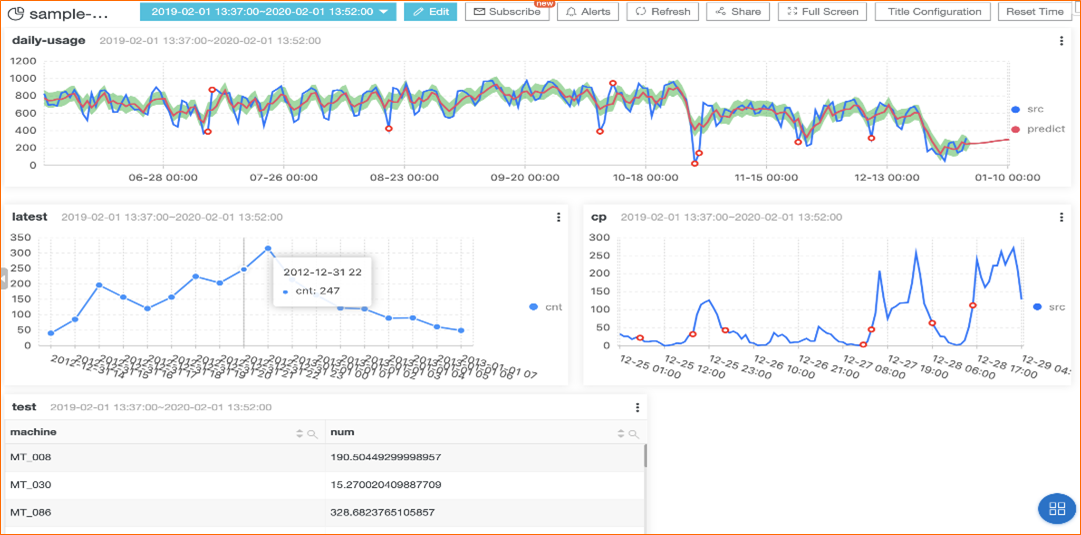 sample-... 2019-02-01 13:37:00~2020-02-01 13:52:00 Edit Subscribe new Alerts Refresh Share Full Screen Title Configuration Reset Time
daily-usage 2019-02-01 13:37:00~2020-02-01 13:52:00
1200
1000
800
600
400
200
0
src
predict
06-28 00:00 07-26 00:00 08-23 00:00 09-20 00:00 10-18 00:00 11-15 00:00 12-13 00:00 01-10 00:00
latest 2019-02-01 13:37:00~2020-02-01 13:52:00
350
300
250
200
150
100
50
0
2012-12-31 22
cnt: 247
cnt
cp 2019-02-01 13:37:00~2020-02-01 13:52:00
300
250
200
150
100
50
0
src
12-25 01:00 12-25 12:00 12-25 23:00 12-26 10:00 12-26 21:00 12-27 08:00 12-27 19:00 12-28 06:00 12-28 17:00 12-29 04:
test 2019-02-01 13:37:00~2020-02-01 13:52:00
machine num
MT_008 190.50449299998957
MT_030 15.270020409887709
MT_086 328.6823765105857